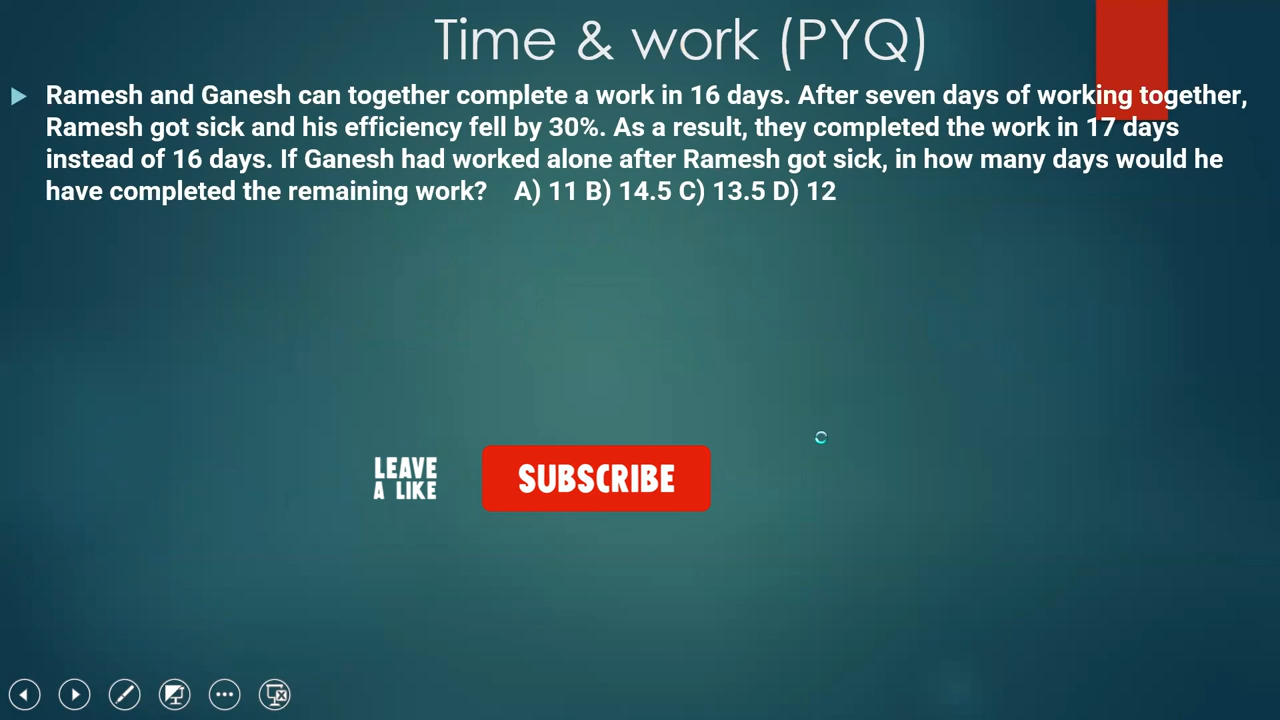 Time & work (PYQ)
Ramesh and Ganesh can together complete a work in 16 days. After seven days of working together,
Ramesh got sick and his efficiency fell by 30%. As a result, they completed the work in 17 days
instead of 16 days. If Ganesh had worked alone after Ramesh got sick, in how many days would he
have completed the remaining work? A) 11 B) 14.5 C) 13.5 D) 12
LEAVE
A LIKE
SUBSCRIBE